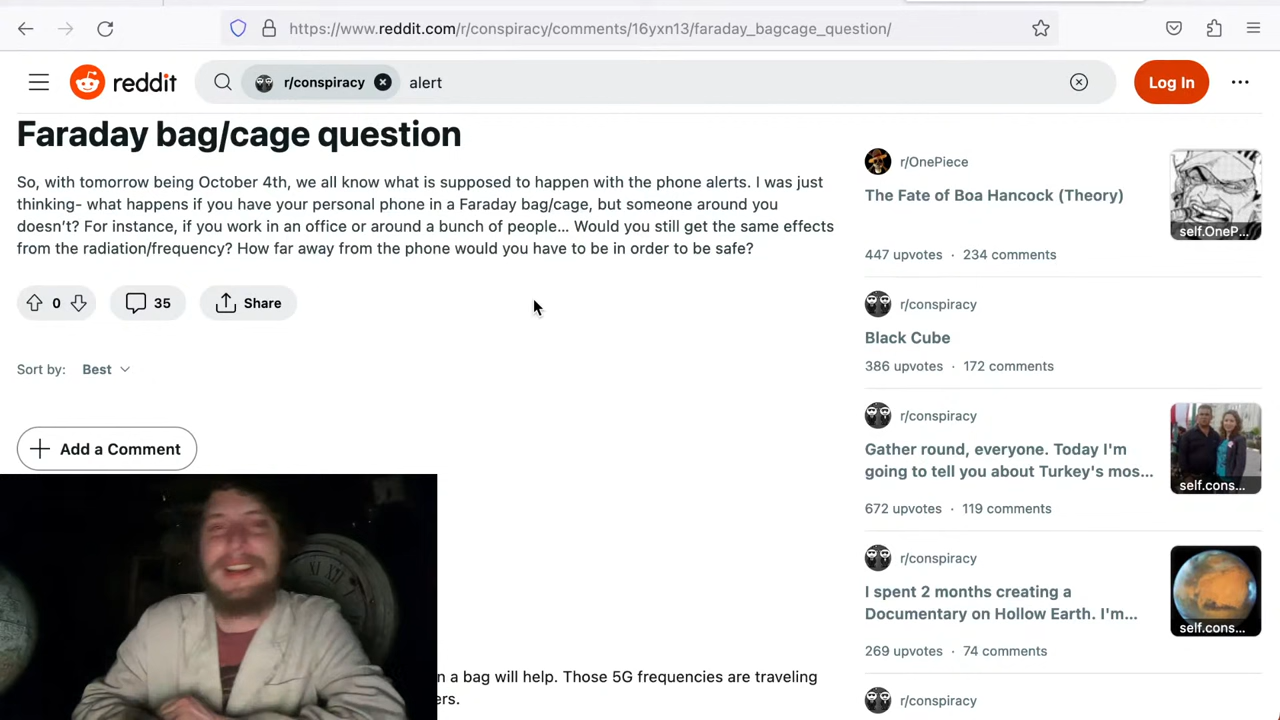 https://www.reddit.com/r/conspiracy/comments/16yxn13/faraday_bagcage_question/
reddit
r/conspiracy
alert
Log In
Faraday bag/cage question
So, with tomorrow being October 4th, we all know what is supposed to happen with the phone alerts. I was just
thinking- what happens if you have your personal phone in a Faraday bag/cage, but someone around you
doesn’t? For instance, if you work in an office or around a bunch of people... Would you still get the same effects
from the radiation/frequency? How far away from the phone would you have to be in order to be safe?
0
35
Share
Sort by:
Best
Add a Comment
n a bag will help. Those 5G frequencies are traveling
ers.
r/OnePiece
The Fate of Boa Hancock (Theory)
self.OneP...
447 upvotes · 234 comments
r/conspiracy
Black Cube
386 upvotes · 172 comments
r/conspiracy
Gather round, everyone. Today I'm
going to tell you about Turkey's mos...
self.cons...
672 upvotes · 119 comments
r/conspiracy
I spent 2 months creating a
Documentary on Hollow Earth. I'm...
self.cons...
269 upvotes · 74 comments
r/conspiracy